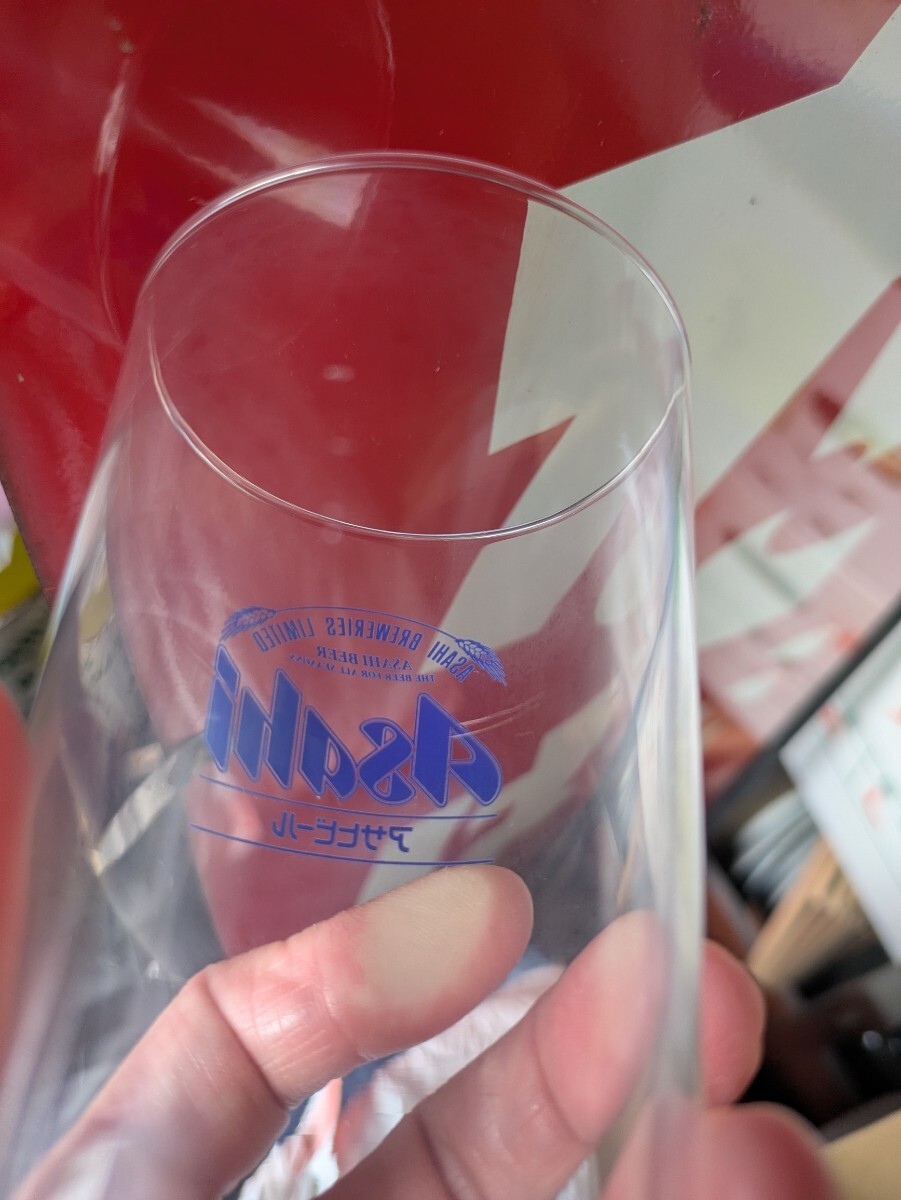 ASAHI BREWERIES LIMITED
ASAHI BEER
THE BEER FOR ALL SEASONS
Asahi
アサヒビール